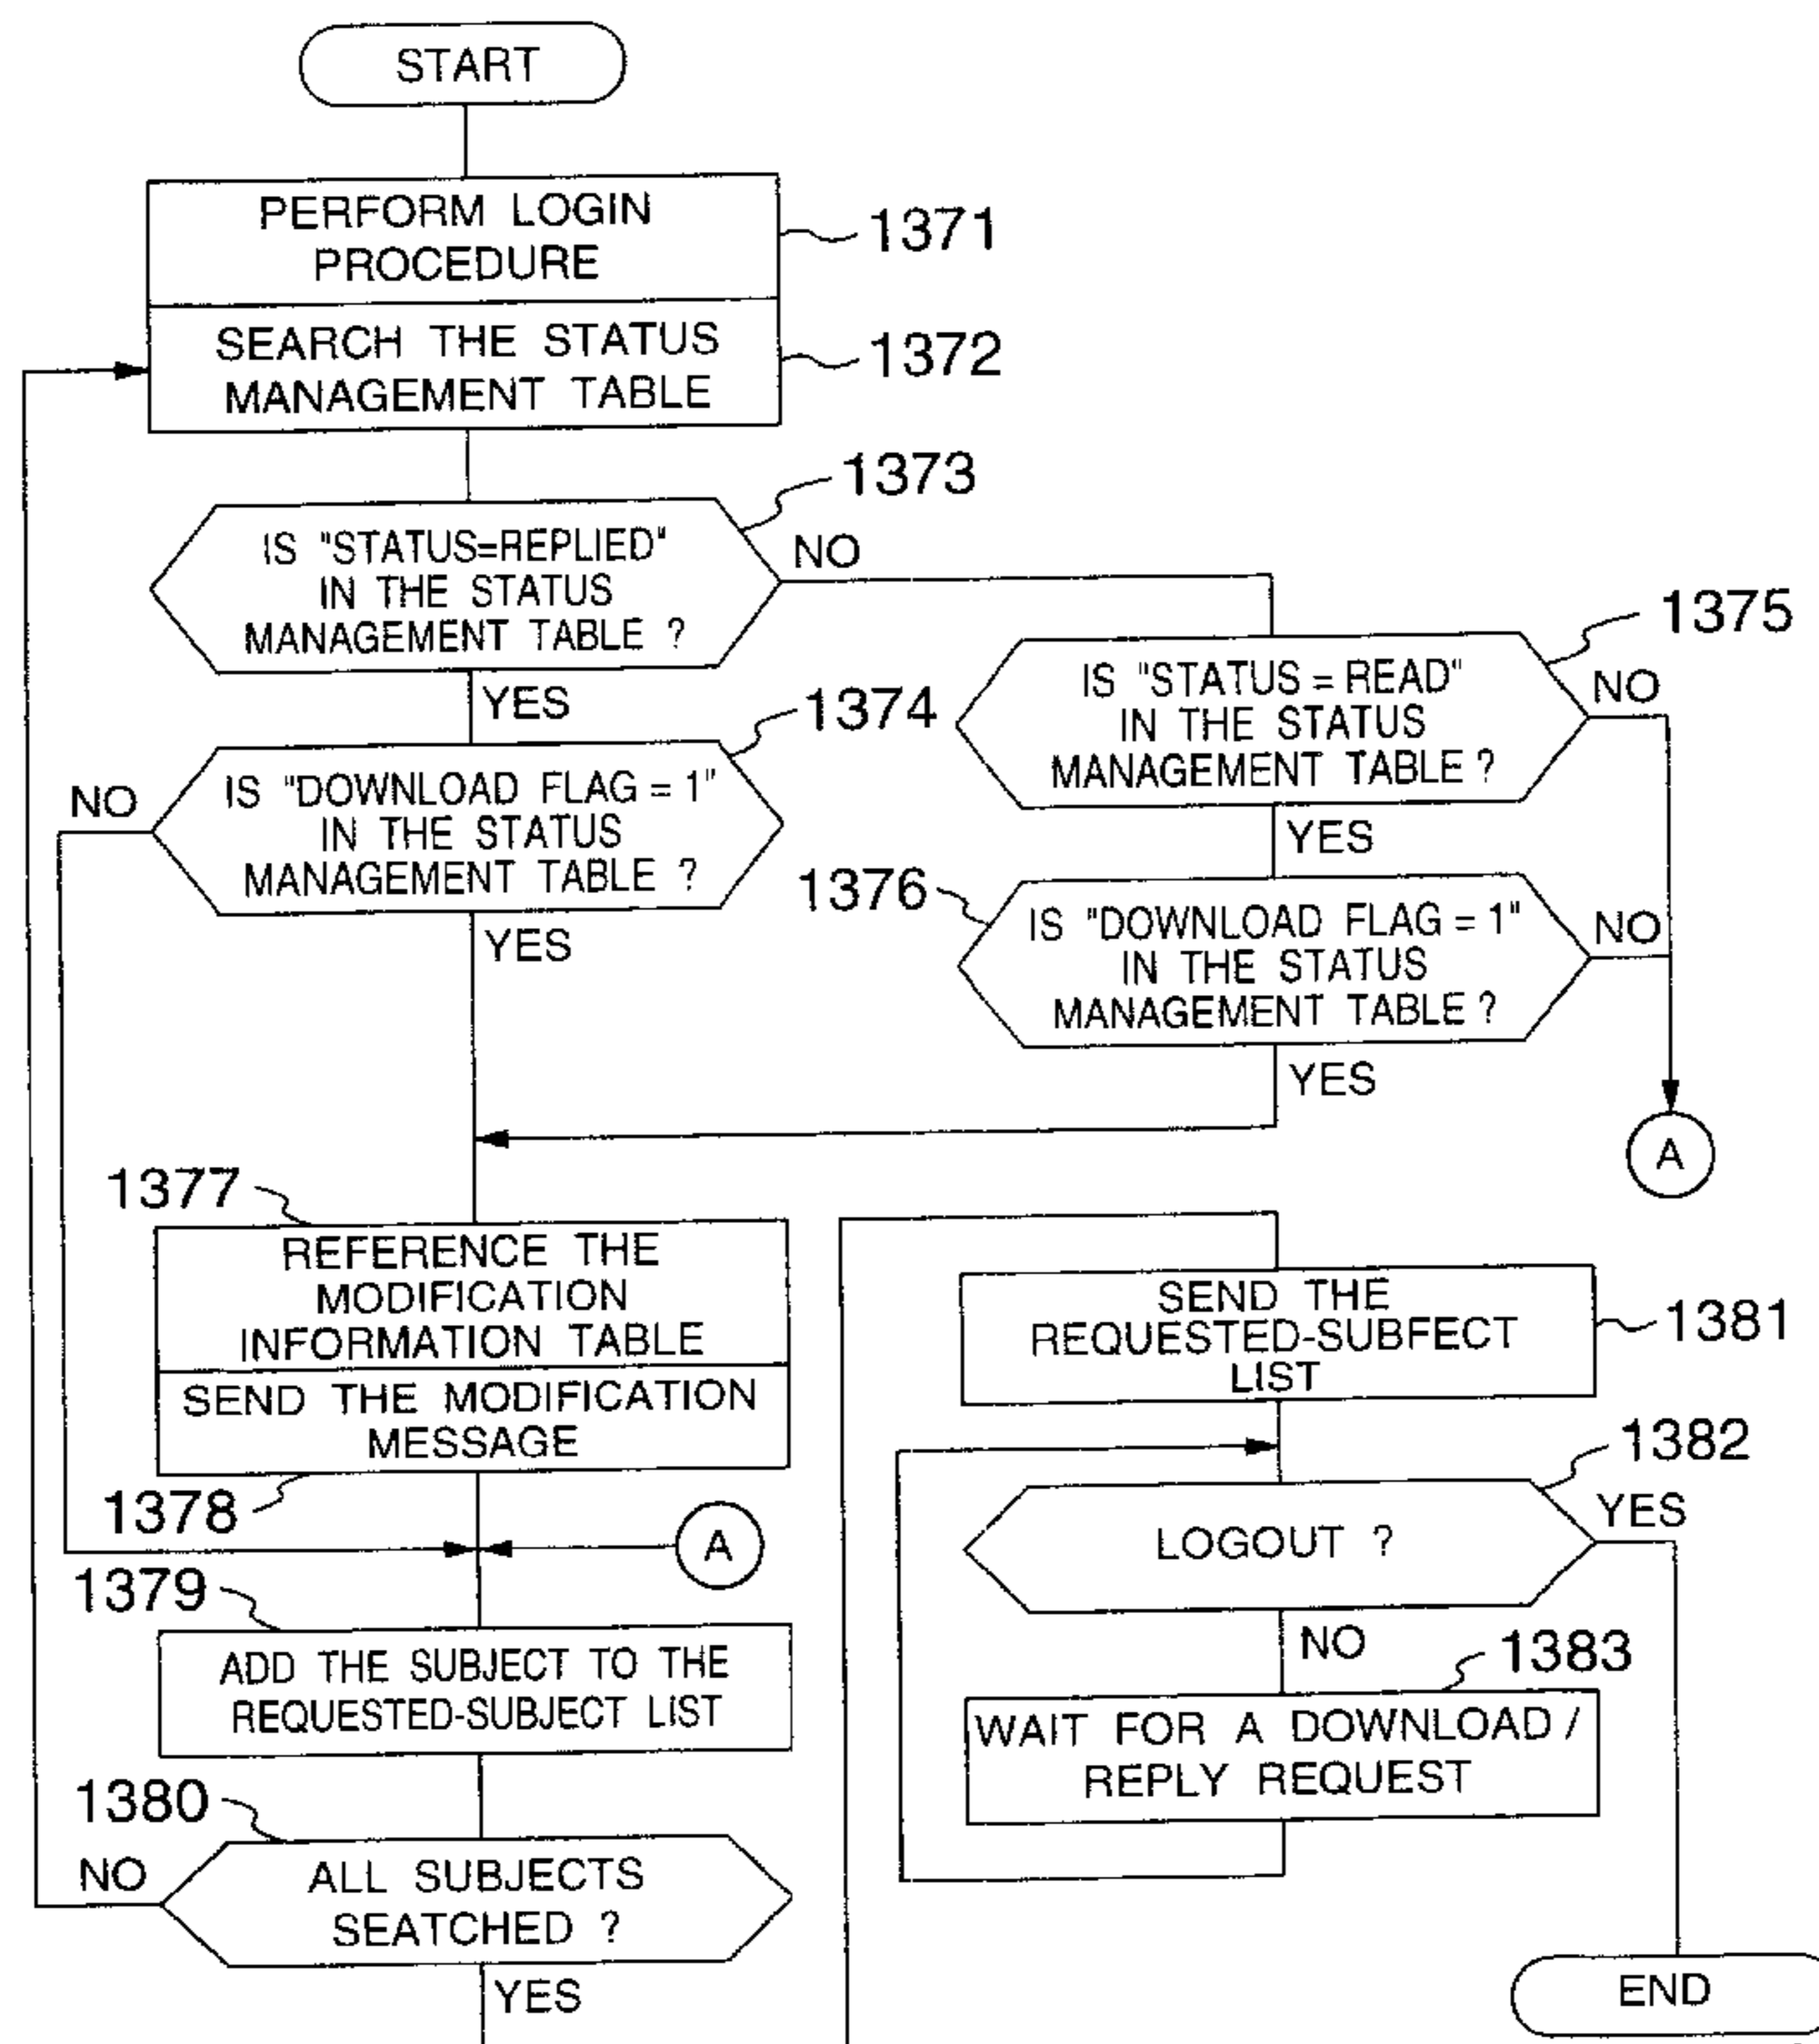 START
PERFORM LOGIN
PROCEDURE
1371
SEARCH THE STATUS
MANAGEMENT TABLE
1372
1373
IS "STATUS=REPLIED"
IN THE STATUS
MANAGEMENT TABLE ?
NO
YES
1375
IS "STATUS = READ"
IN THE STATUS
MANAGEMENT TABLE ?
NO
YES
1374
IS "DOWNLOAD FLAG = 1"
IN THE STATUS
MANAGEMENT TABLE ?
NO
YES
1376
IS "DOWNLOAD FLAG = 1"
IN THE STATUS
MANAGEMENT TABLE ?
NO
YES
A
1377
REFERENCE THE
MODIFICATION
INFORMATION TABLE
SEND THE MODIFICATION
MESSAGE
1378
A
1379
ADD THE SUBJECT TO THE
REQUESTED-SUBJECT LIST
1380
ALL SUBJECTS
SEATCHED ?
NO
YES
SEND THE
REQUESTED-SUBFECT
LIST
1381
1382
LOGOUT ?
YES
NO
1383
WAIT FOR A DOWNLOAD /
REPLY REQUEST
END